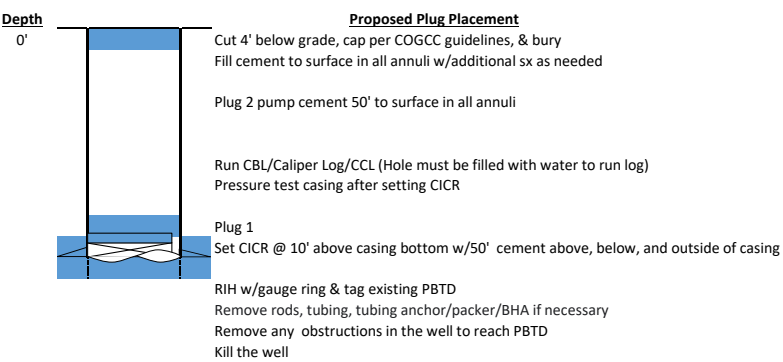 Depth Proposed Plug Placement
0' Cut 4' below grade, cap per COGCC guidelines, & bury
Fill cement to surface in all annuli w/additional sx as needed
Plug 2 pump cement 50' to surface in all annuli
Run CBL/Caliper Log/CCL (Hole must be filled with water to run log)
Pressure test casing after setting CICR
Plug 1
Set CICR @ 10' above casing bottom w/50' cement above, below, and outside of casing
RIH w/gauge ring & tag existing PBTD
Remove rods, tubing, tubing anchor/packer/BHA if necessary
Remove any obstructions in the well to reach PBTD
Kill the well